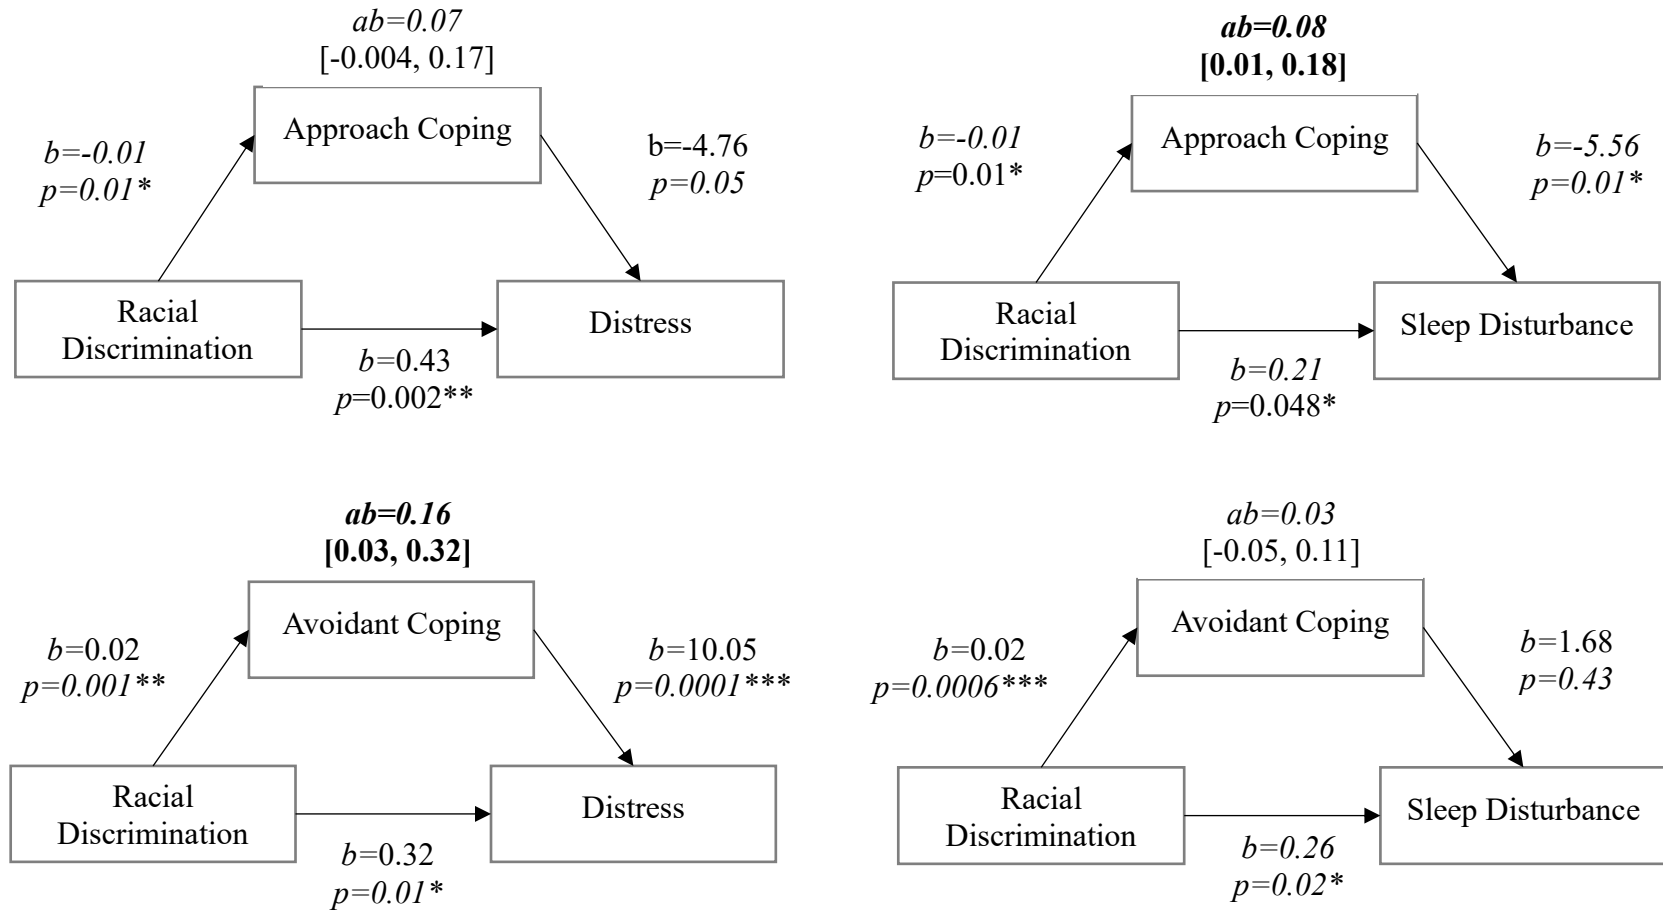 ab=0.07
[-0.004, 0.17]
Approach Coping
b=-0.01
p=0.01*
b=-4.76
p=0.05
Racial
Discrimination
Distress
b=0.43
p=0.002**
ab=0.08
[0.01, 0.18]
Approach Coping
b=-0.01
p=0.01*
b=-5.56
p=0.01*
Racial
Discrimination
Sleep Disturbance
b=0.21
p=0.048*
ab=0.16
[0.03, 0.32]
Avoidant Coping
b=0.02
p=0.001**
b=10.05
p=0.0001***
Racial
Discrimination
Distress
b=0.32
p=0.01*
ab=0.03
[-0.05, 0.11]
Avoidant Coping
b=0.02
p=0.0006***
b=1.68
p=0.43
Racial
Discrimination
Sleep Disturbance
b=0.26
p=0.02*